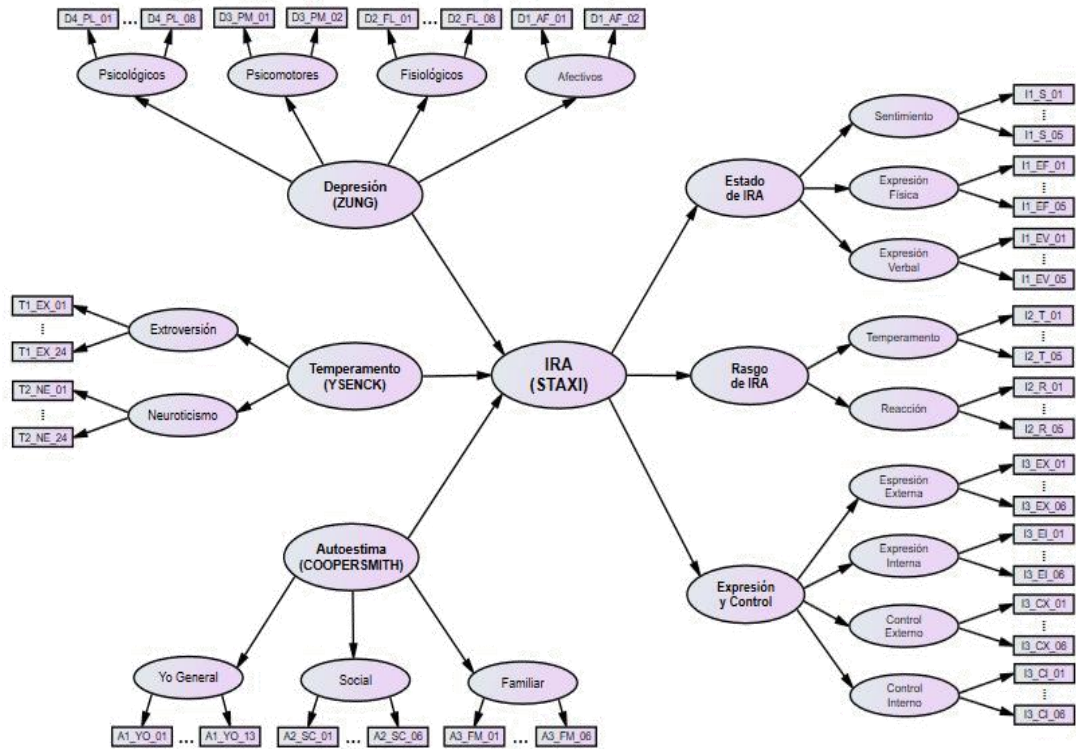 D4_PL_01 ... D4_PL_08
D3_PM_01
D3_PM_02
D2_FL_01 ... D2_FL_08
D1_AF_01
D1_AF_02
Psicológicos
Psicomotores
Fisiológicos
Afectivos
Depresión
(ZUNG)
T1_EX_01
T1_EX_24
Extroversión
T2_NE_01
T2_NE_24
Neuroticismo
Temperamento
(YSENCK)
IRA
(STAXI)
Autoestima
(COOPERSMITH)
Yo General
Social
Familiar
A1_YO_01 ... A1_YO_13
A2_SC_01 ... A2_SC_06
A3_FM_01 ... A3_FM_06
Estado
de IRA
Sentimiento
I1_S_01
I1_S_05
Expresión
Física
I1_EF_01
I1_EF_05
Expresión
Verbal
I1_EV_01
I1_EV_05
Rasgo
de IRA
Temperamento
I2_T_01
I2_T_05
Reacción
I2_R_01
I2_R_05
Expresión
y Control
Espresión
Externa
I3_EX_01
I3_EX_06
Expresión
Interna
I3_EI_01
I3_EI_06
Control
Externo
I3_CX_01
I3_CX_06
Control
Interno
I3_CI_01
I3_CI_06